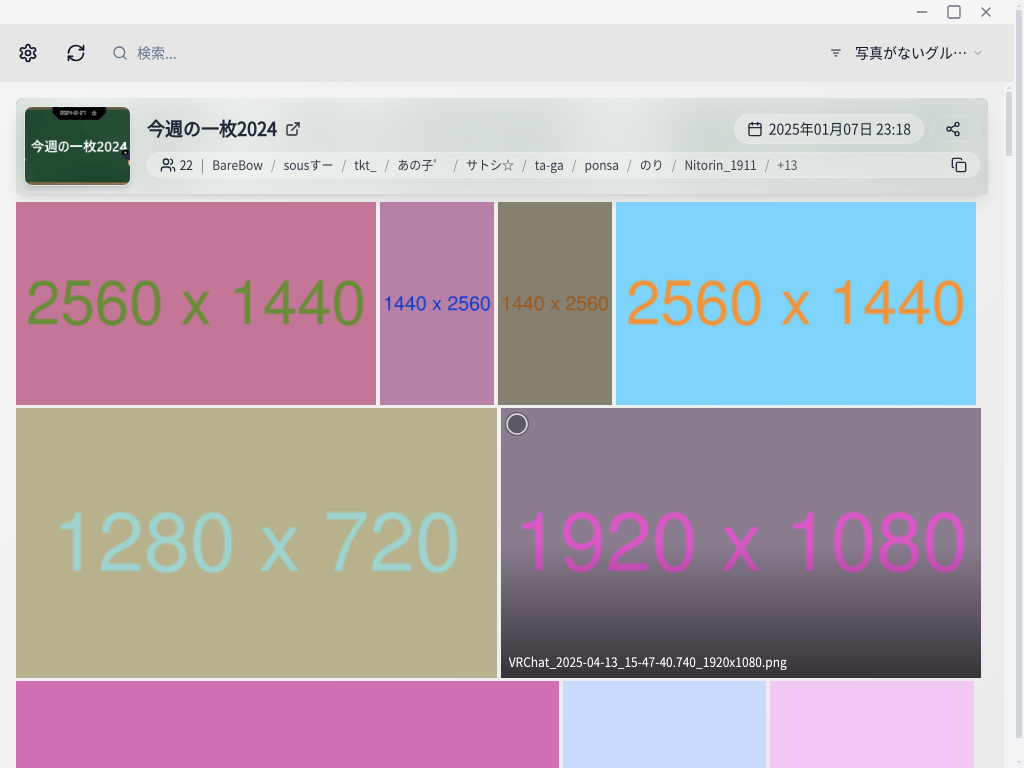 検索...
写真がないグル…
今週の一枚2024
今週の一枚2024
2025年01月07日 23:18
22 | BareBow / sousすー / tkt_ / あの子゜ / サトシ☆ / ta-ga / ponsa / のり / Nitorin_1911 / +13
2560 x 1440
1440 x 2560
1440 x 2560
2560 x 1440
1280 x 720
1920 x 1080
VRChat_2025-04-13_15-47-40.740_1920x1080.png